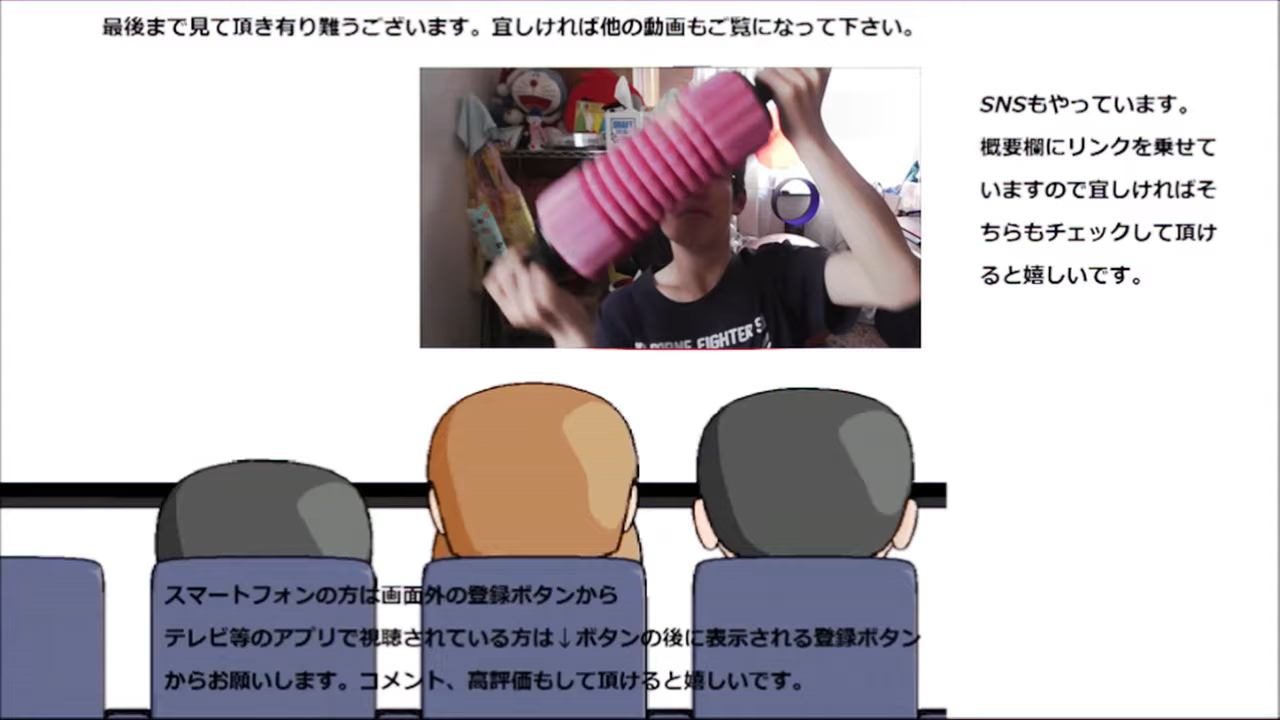 最後まで見て頂き有り難うございます。宜しければ他の動画もご覧になって下さい。
SNSもやっています。
概要欄にリンクを乗せて
いますので宜しければそ
ちらもチェックして頂け
ると嬉しいです。
FIGHTER
スマートフォンの方は画面外の登録ボタンから
テレビ等のアプリで視聴されている方は↓ボタンの後に表示される登録ボタン
からお願いします。コメント、高評価もして頂けると嬉しいです。